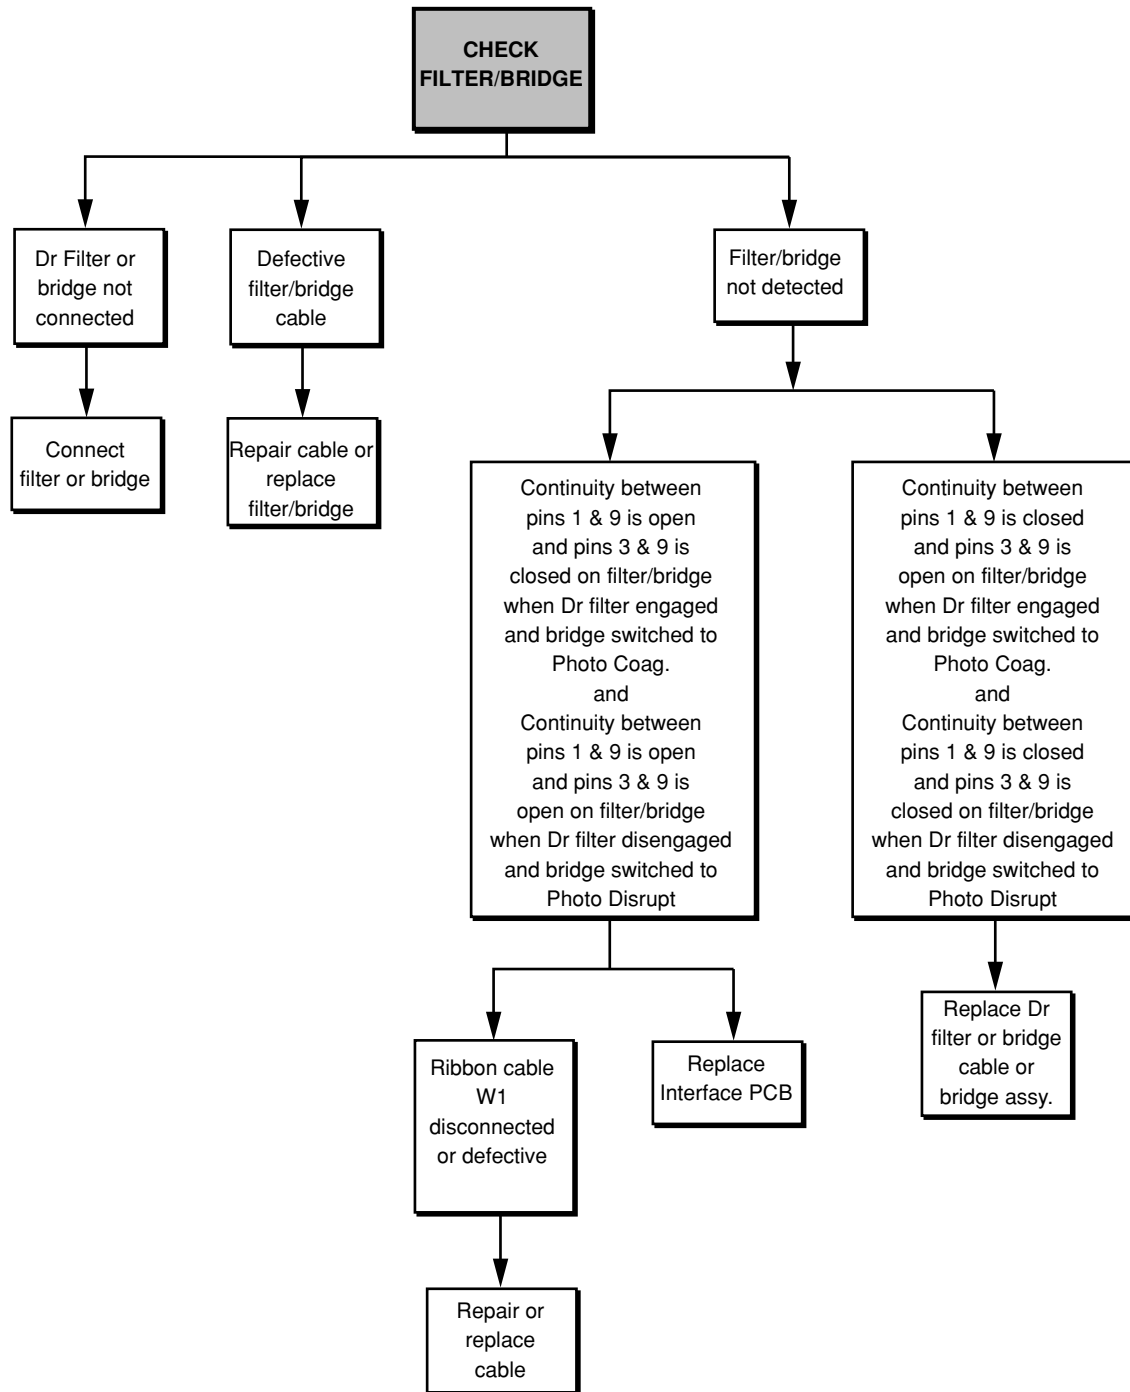 CHECK
FILTER/BRIDGE
Dr Filter or
bridge not
connected
Defective
filter/bridge
cable
Filter/bridge
not detected
Connect
filter or bridge
Repair cable or
replace
filter/bridge
Continuity between
pins 1 & 9 is open
and pins 3 & 9 is
closed on filter/bridge
when Dr filter engaged
and bridge switched to
Photo Coag.
and
Continuity between
pins 1 & 9 is open
and pins 3 & 9 is
open on filter/bridge
when Dr filter disengaged
and bridge switched to
Photo Disrupt
Continuity between
pins 1 & 9 is closed
and pins 3 & 9 is
open on filter/bridge
when Dr filter engaged
and bridge switched to
Photo Coag.
and
Continuity between
pins 1 & 9 is closed
and pins 3 & 9 is
closed on filter/bridge
when Dr filter disengaged
and bridge switched to
Photo Disrupt
Ribbon cable
W1
disconnected
or defective
Replace
Interface PCB
Replace Dr
filter or bridge
cable or
bridge assy.
Repair or
replace
cable